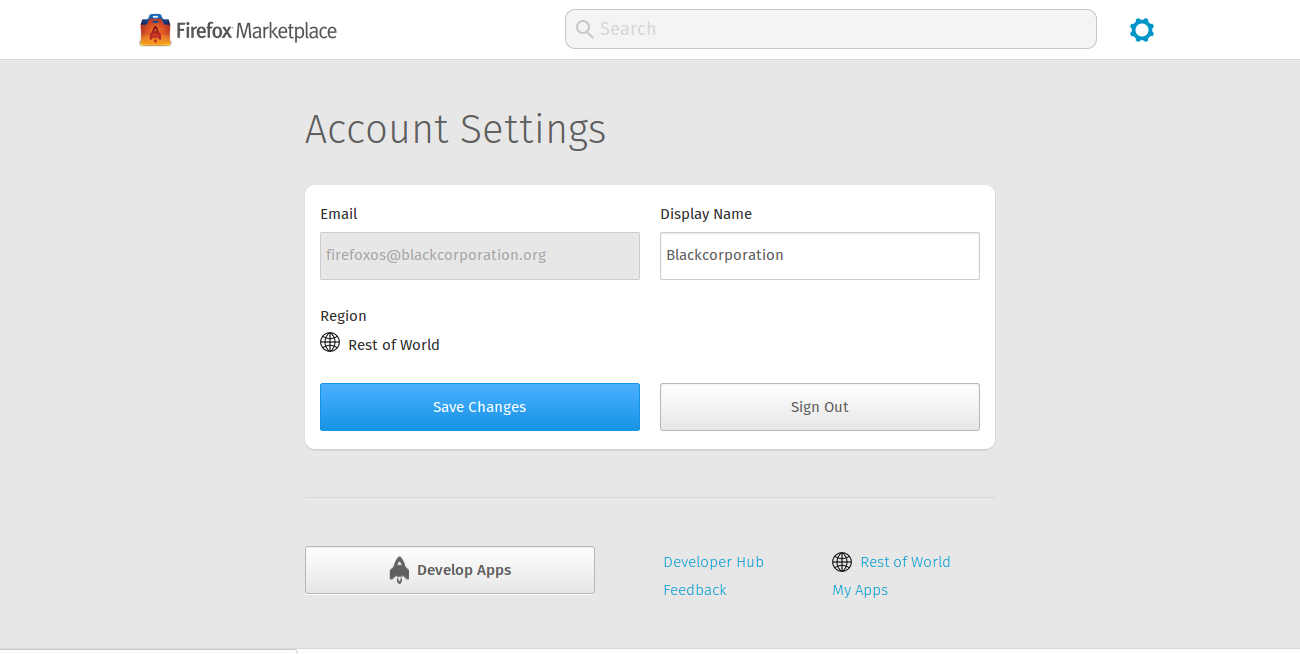 Firefox Marketplace
Search
Account Settings
Email
Display Name
firefoxos@blackcorporation.org
Blackcorporation
Region
Rest of World
Save Changes
Sign Out
Develop Apps
Developer Hub
Rest of World
Feedback
My Apps